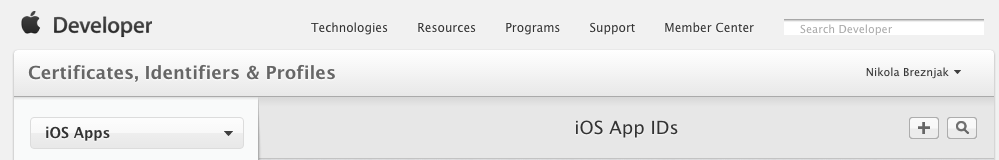 Developer
Technologies Resources Programs Support Member Center Search Developer
Certificates, Identifiers & Profiles
Nikola Breznjak
iOS Apps
iOS App IDs